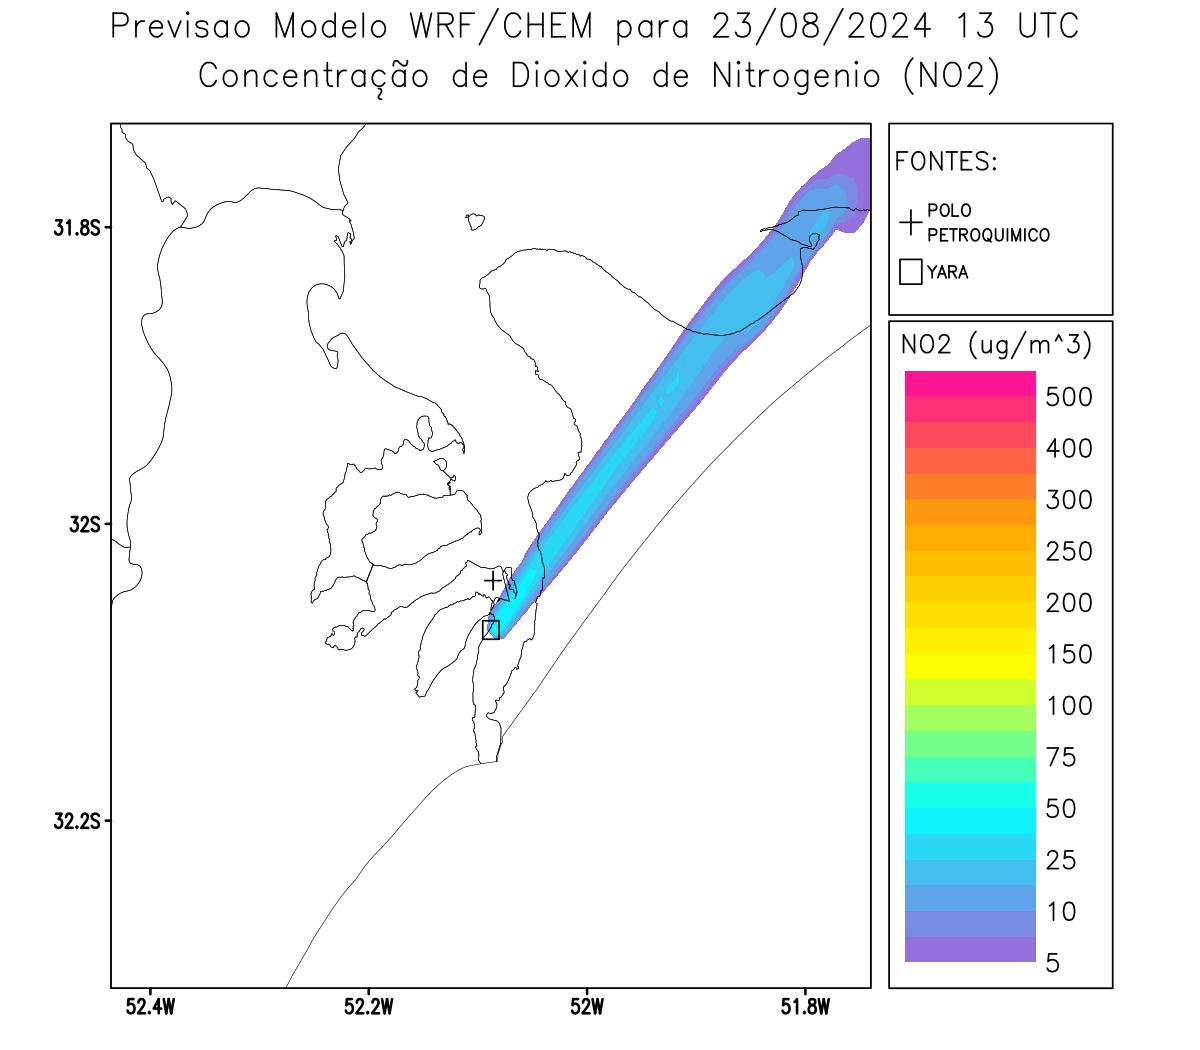 Previsao Modelo WRF/CHEM para 23/08/2024 13 UTC
Concentração de Dioxido de Nitrogenio (NO2)
FONTES:
POLO
PETROQUIMICO
YARA
NO2 (ug/m^3)
500
400
300
250
200
150
100
75
50
25
10
5
31.8S
32S
32.2S
52.4W
52.2W
52W
51.8W